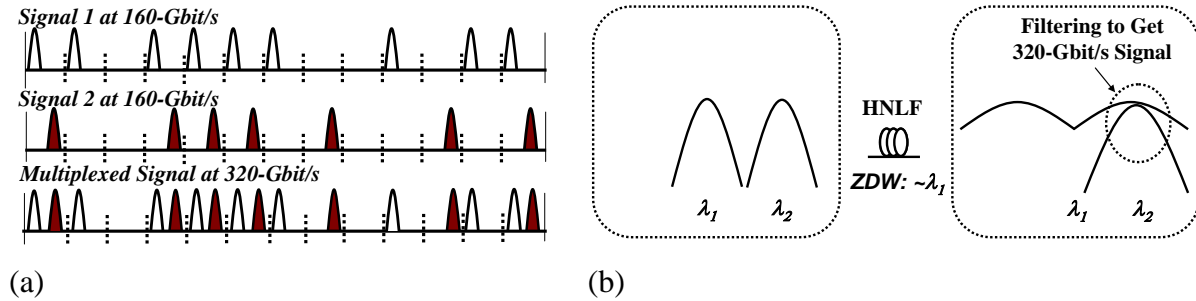 Signal 1 at 160-Gbit/s
Signal 2 at 160-Gbit/s
Multiplexed Signal at 320-Gbit/s
(a)
λ1
λ2
HNLF
ZDW: ~λ1
Filtering to Get
320-Gbit/s Signal
λ1
λ2
(b)